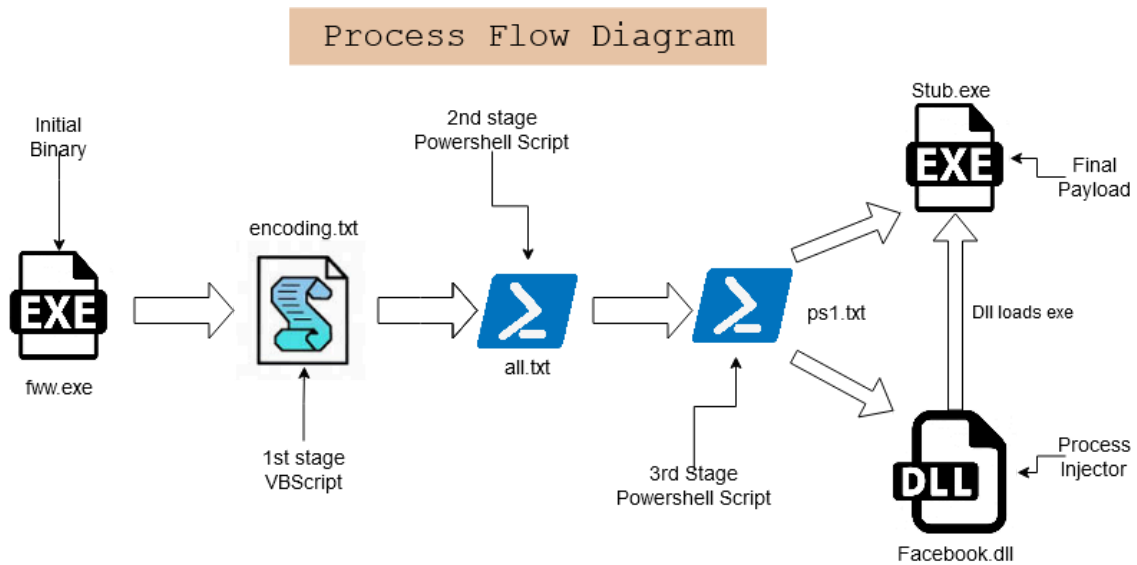 Process Flow Diagram
Initial
Binary
EXE
fww.exe
encoding.txt
1st stage
VBScript
2nd stage
Powershell Script
all.txt
ps1.txt
3rd Stage
Powershell Script
Stub.exe
EXE
Final
Payload
Dll loads exe
DLL
Process
Injector
Facebook.dll